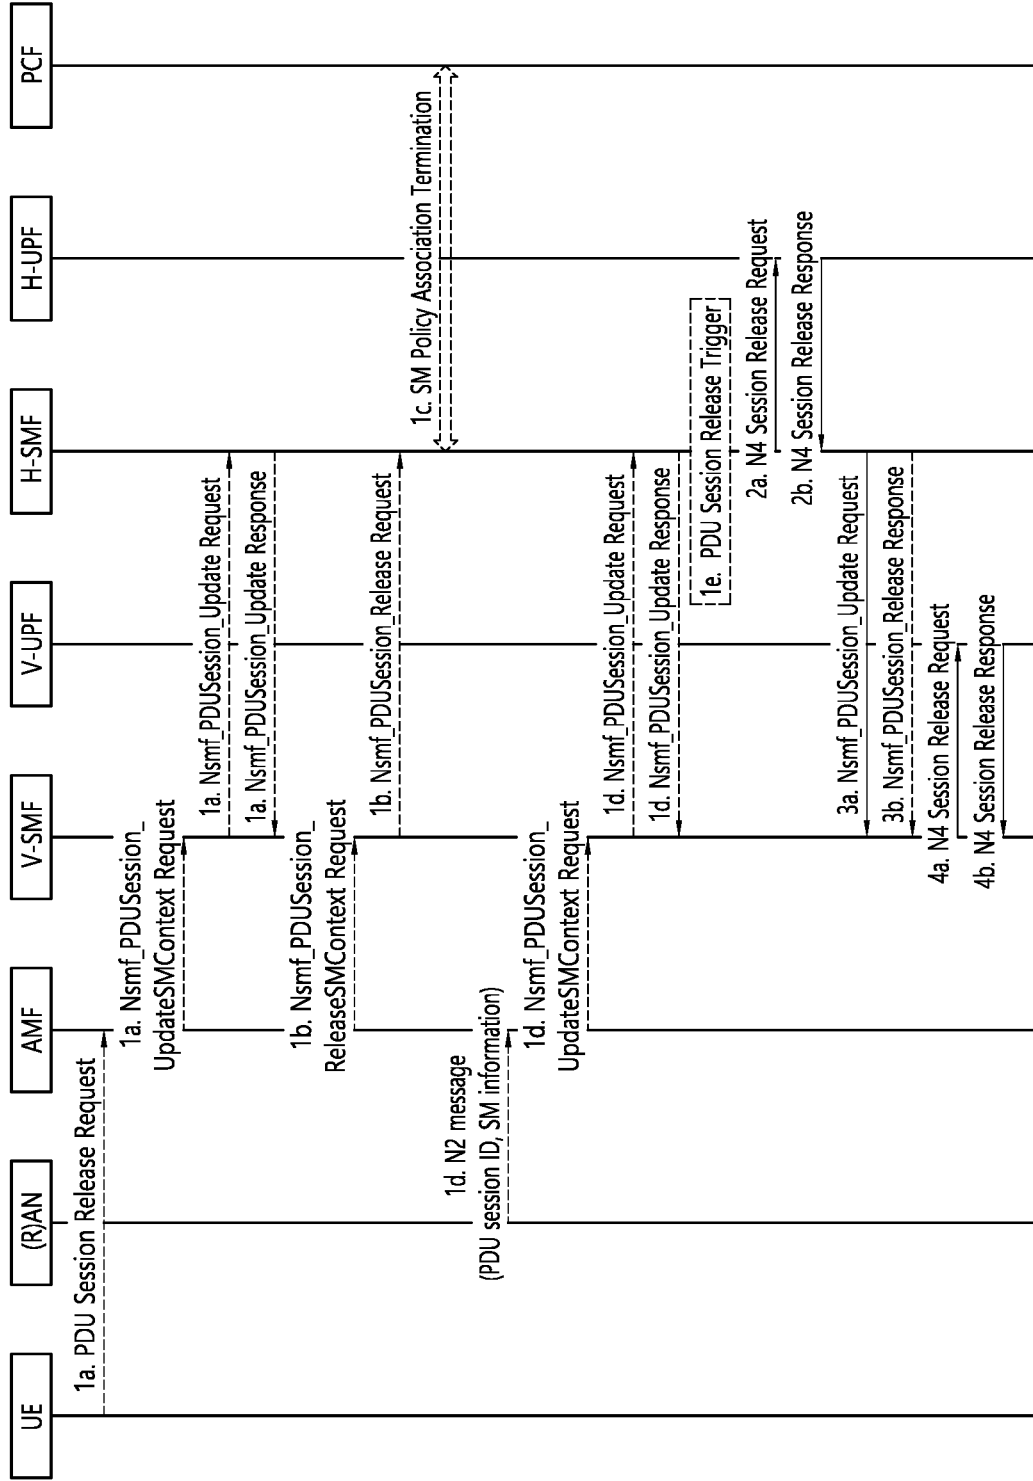 UE
(R)AN
AMF
V-SMF
V-UPF
H-SMF
H-UPF
PCF
1a. PDU Session Release Request
1a. Nsmf_PDUSession_
UpdateSMContext Request
1a. Nsmf_PDUSession_Update Request
1a. Nsmf_PDUSession_Update Response
1b. Nsmf_PDUSession_
ReleaseSMContext Request
1b. Nsmf_PDUSession_Release Request
1c. SM Policy Association Termination
1d. N2 message
(PDU session ID, SM information)
1d. Nsmf_PDUSession_
UpdateSMContext Request
1d. Nsmf_PDUSession_Update Request
1d. Nsmf_PDUSession_Update Response
1e. PDU Session Release Trigger
2a. N4 Session Release Request
2b. N4 Session Release Response
3a. Nsmf_PDUSession_Update Request
3b. Nsmf_PDUSession_Release Response
4a. N4 Session Release Request
4b. N4 Session Release Response